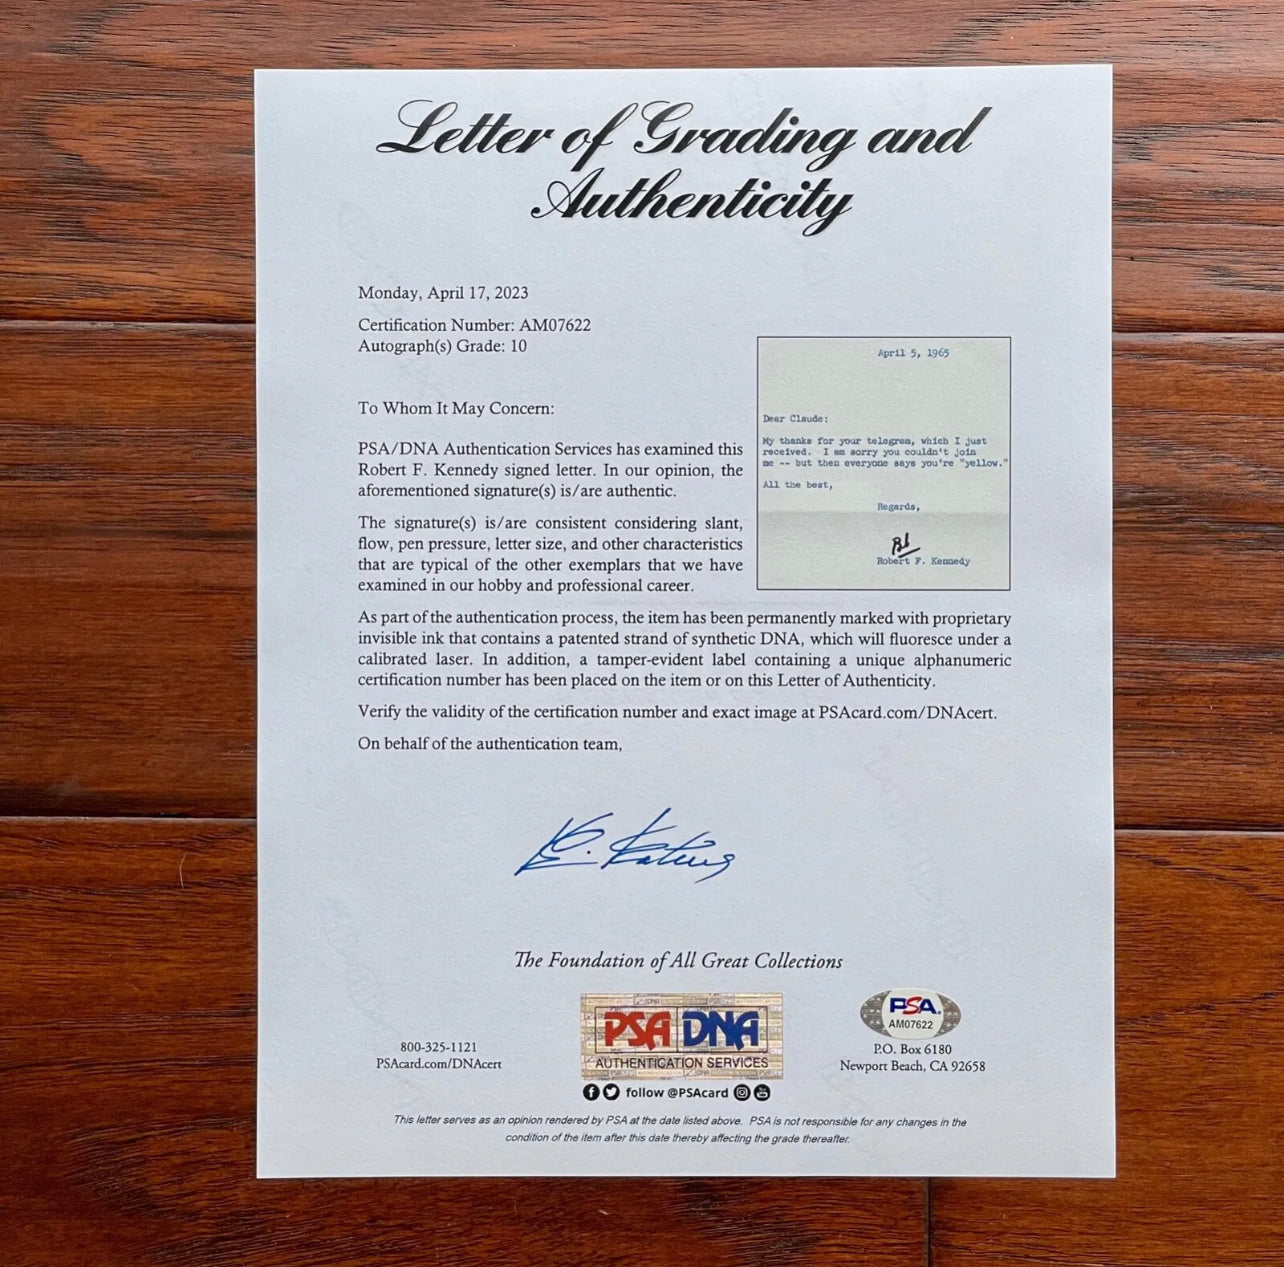 Letter of Grading and
Authenticity
Monday, April 17, 2023
Certification Number: AM07622
Autograph(s) Grade: 10
To Whom It May Concern:
PSA/DNA Authentication Services has examined this
Robert F. Kennedy signed letter. In our opinion, the
aforementioned signature(s) is/are authentic.
The signature(s) is/are consistent considering slant,
flow, pen pressure, letter size, and other characteristics
that are typical of the other exemplars that we have
examined in our hobby and professional career.
April 5, 1965
Dear Claude:
My thanks for your telegram, which I just
received. I am sorry you couldn't join
me -- but then everyone says you're "yellow."
All the best,
Regards,
Robert F. Kennedy
As part of the authentication process, the item has been permanently marked with proprietary
invisible ink that contains a patented strand of synthetic DNA, which will fluoresce under a
calibrated laser. In addition, a tamper-evident label containing a unique alphanumeric
certification number has been placed on the item or on this Letter of Authenticity.
Verify the validity of the certification number and exact image at PSAcard.com/DNAcert.
On behalf of the authentication team,
The Foundation of All Great Collections
800-325-1121
PSAcard.com/DNAcert
PSA DNA
AUTHENTICATION SERVICES
follow @PSAcard
PSA
AM07622
P.O. Box 6180
Newport Beach, CA 92658
This letter serves as an opinion rendered by PSA at the date listed above. PSA is not responsible for any changes in the
condition of the item after this date thereby affecting the grade thereafter.